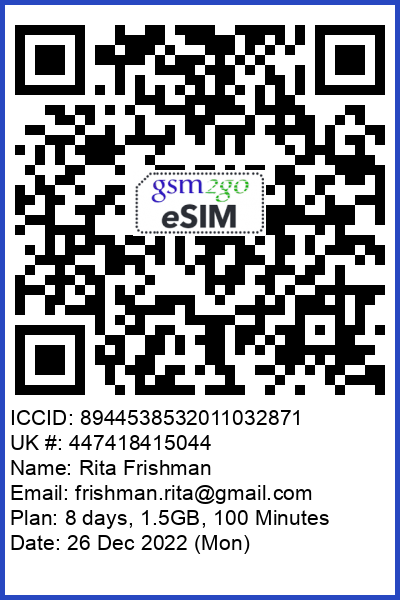 gsm2go
eSIM
ICCID: 8944538532011032871
UK #: 447418415044
Name: Rita Frishman
Email: frishman.rita@gmail.com
Plan: 8 days, 1.5GB, 100 Minutes
Date: 26 Dec 2022 (Mon)